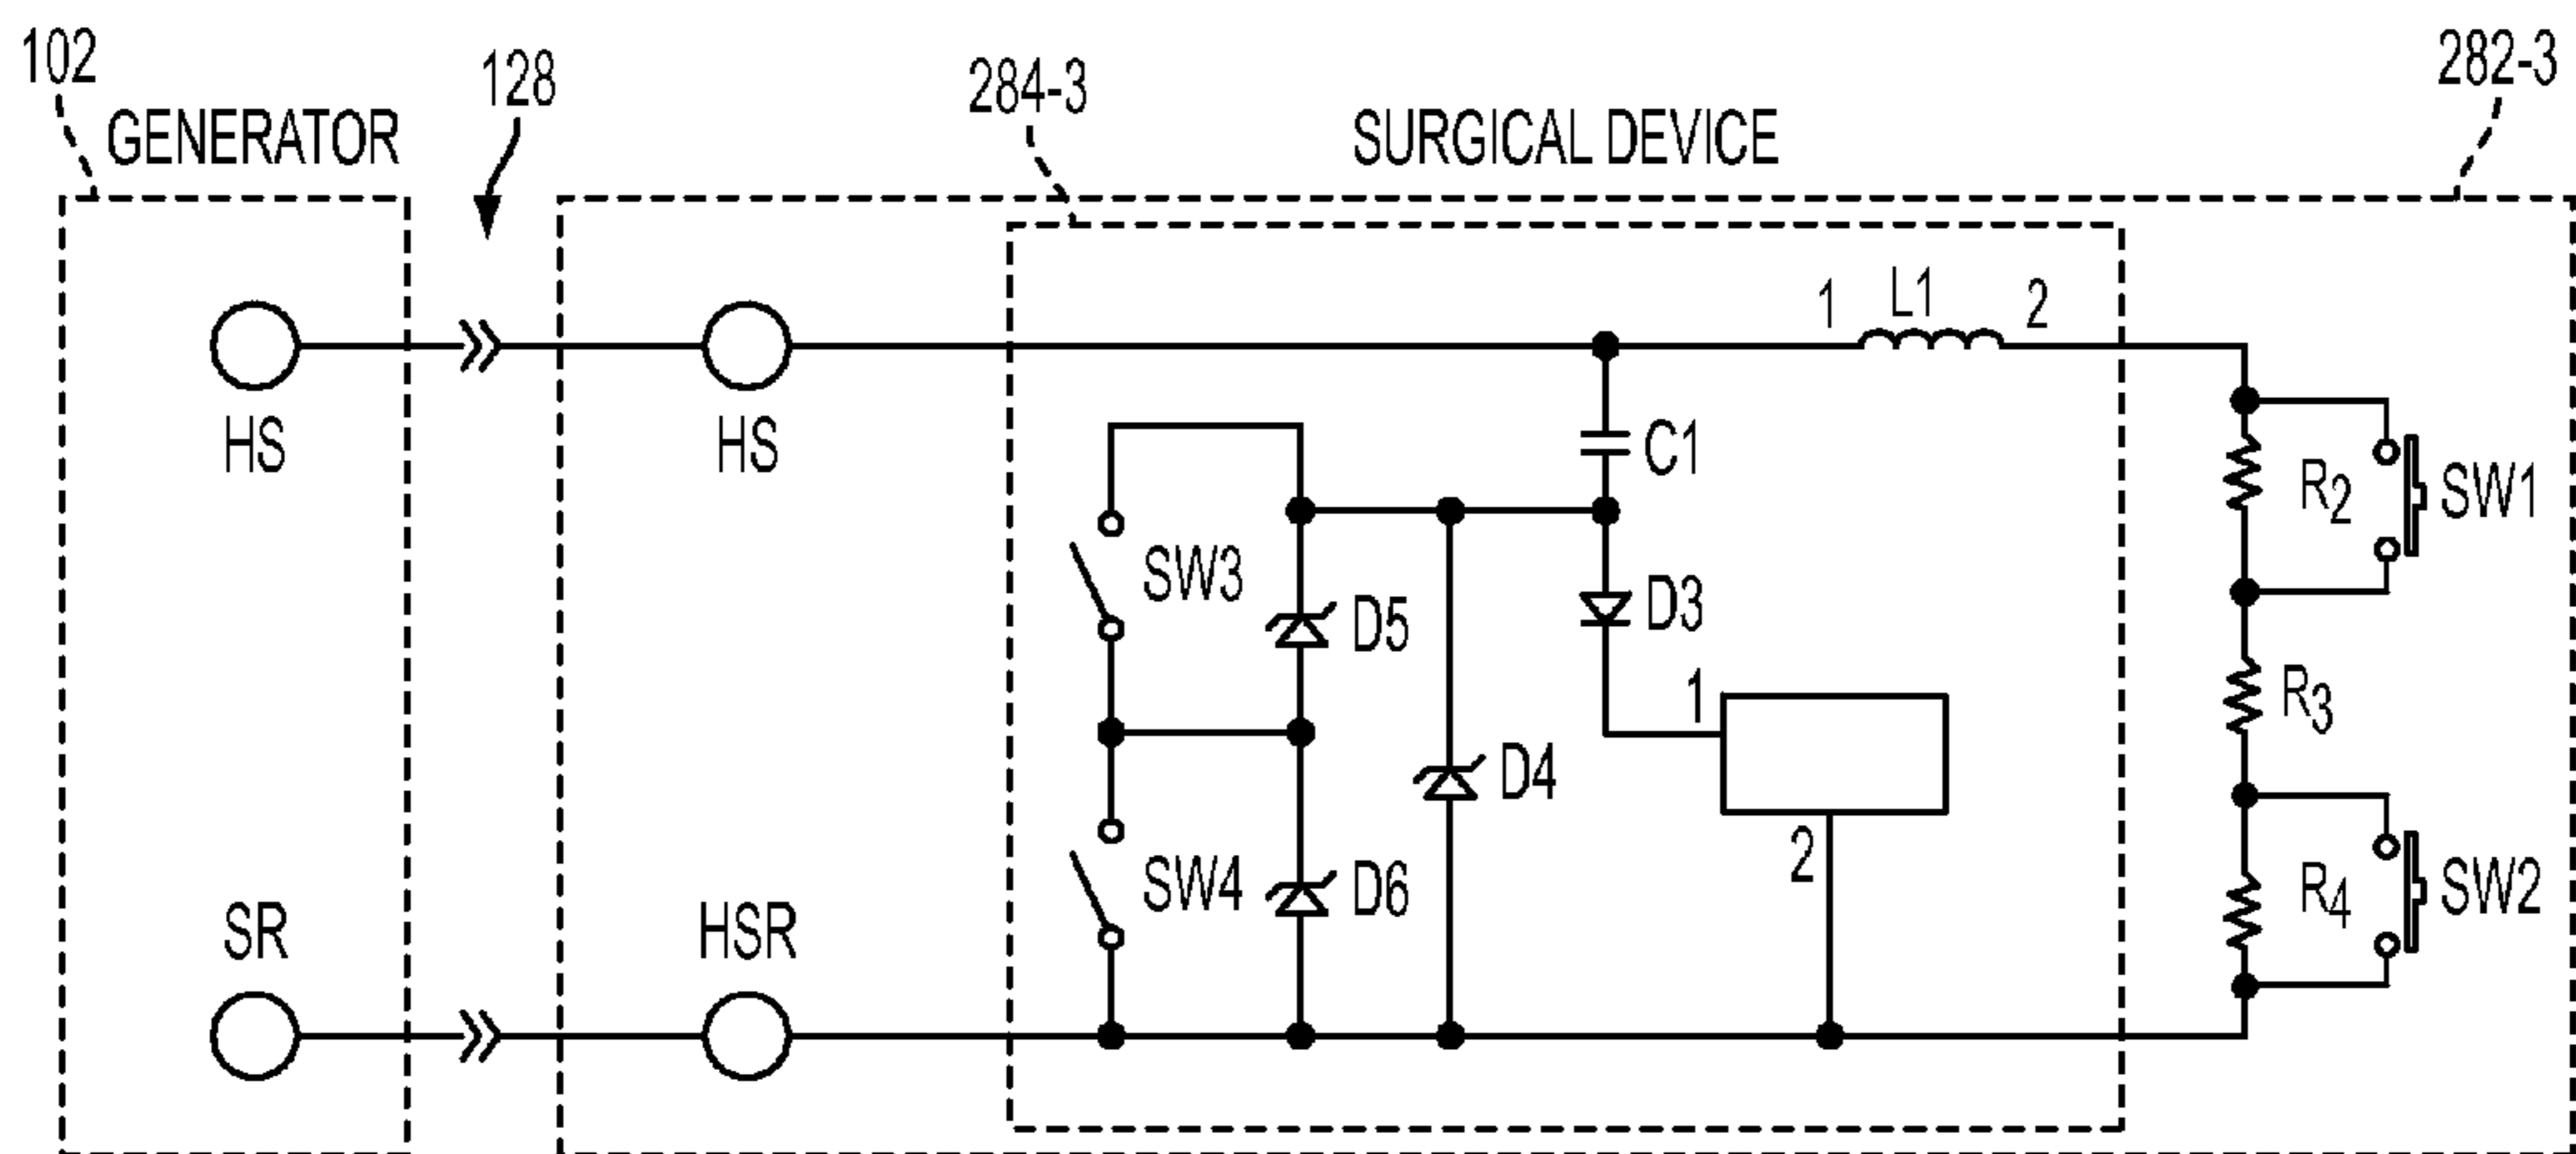 102
128
284-3
282-3
GENERATOR
SURGICAL DEVICE
1
L1
2
HS
HS
C1
R2
SW1
SW3
D5
D3
R3
1
D4
SW4
D6
2
R4
SW2
SR
HSR